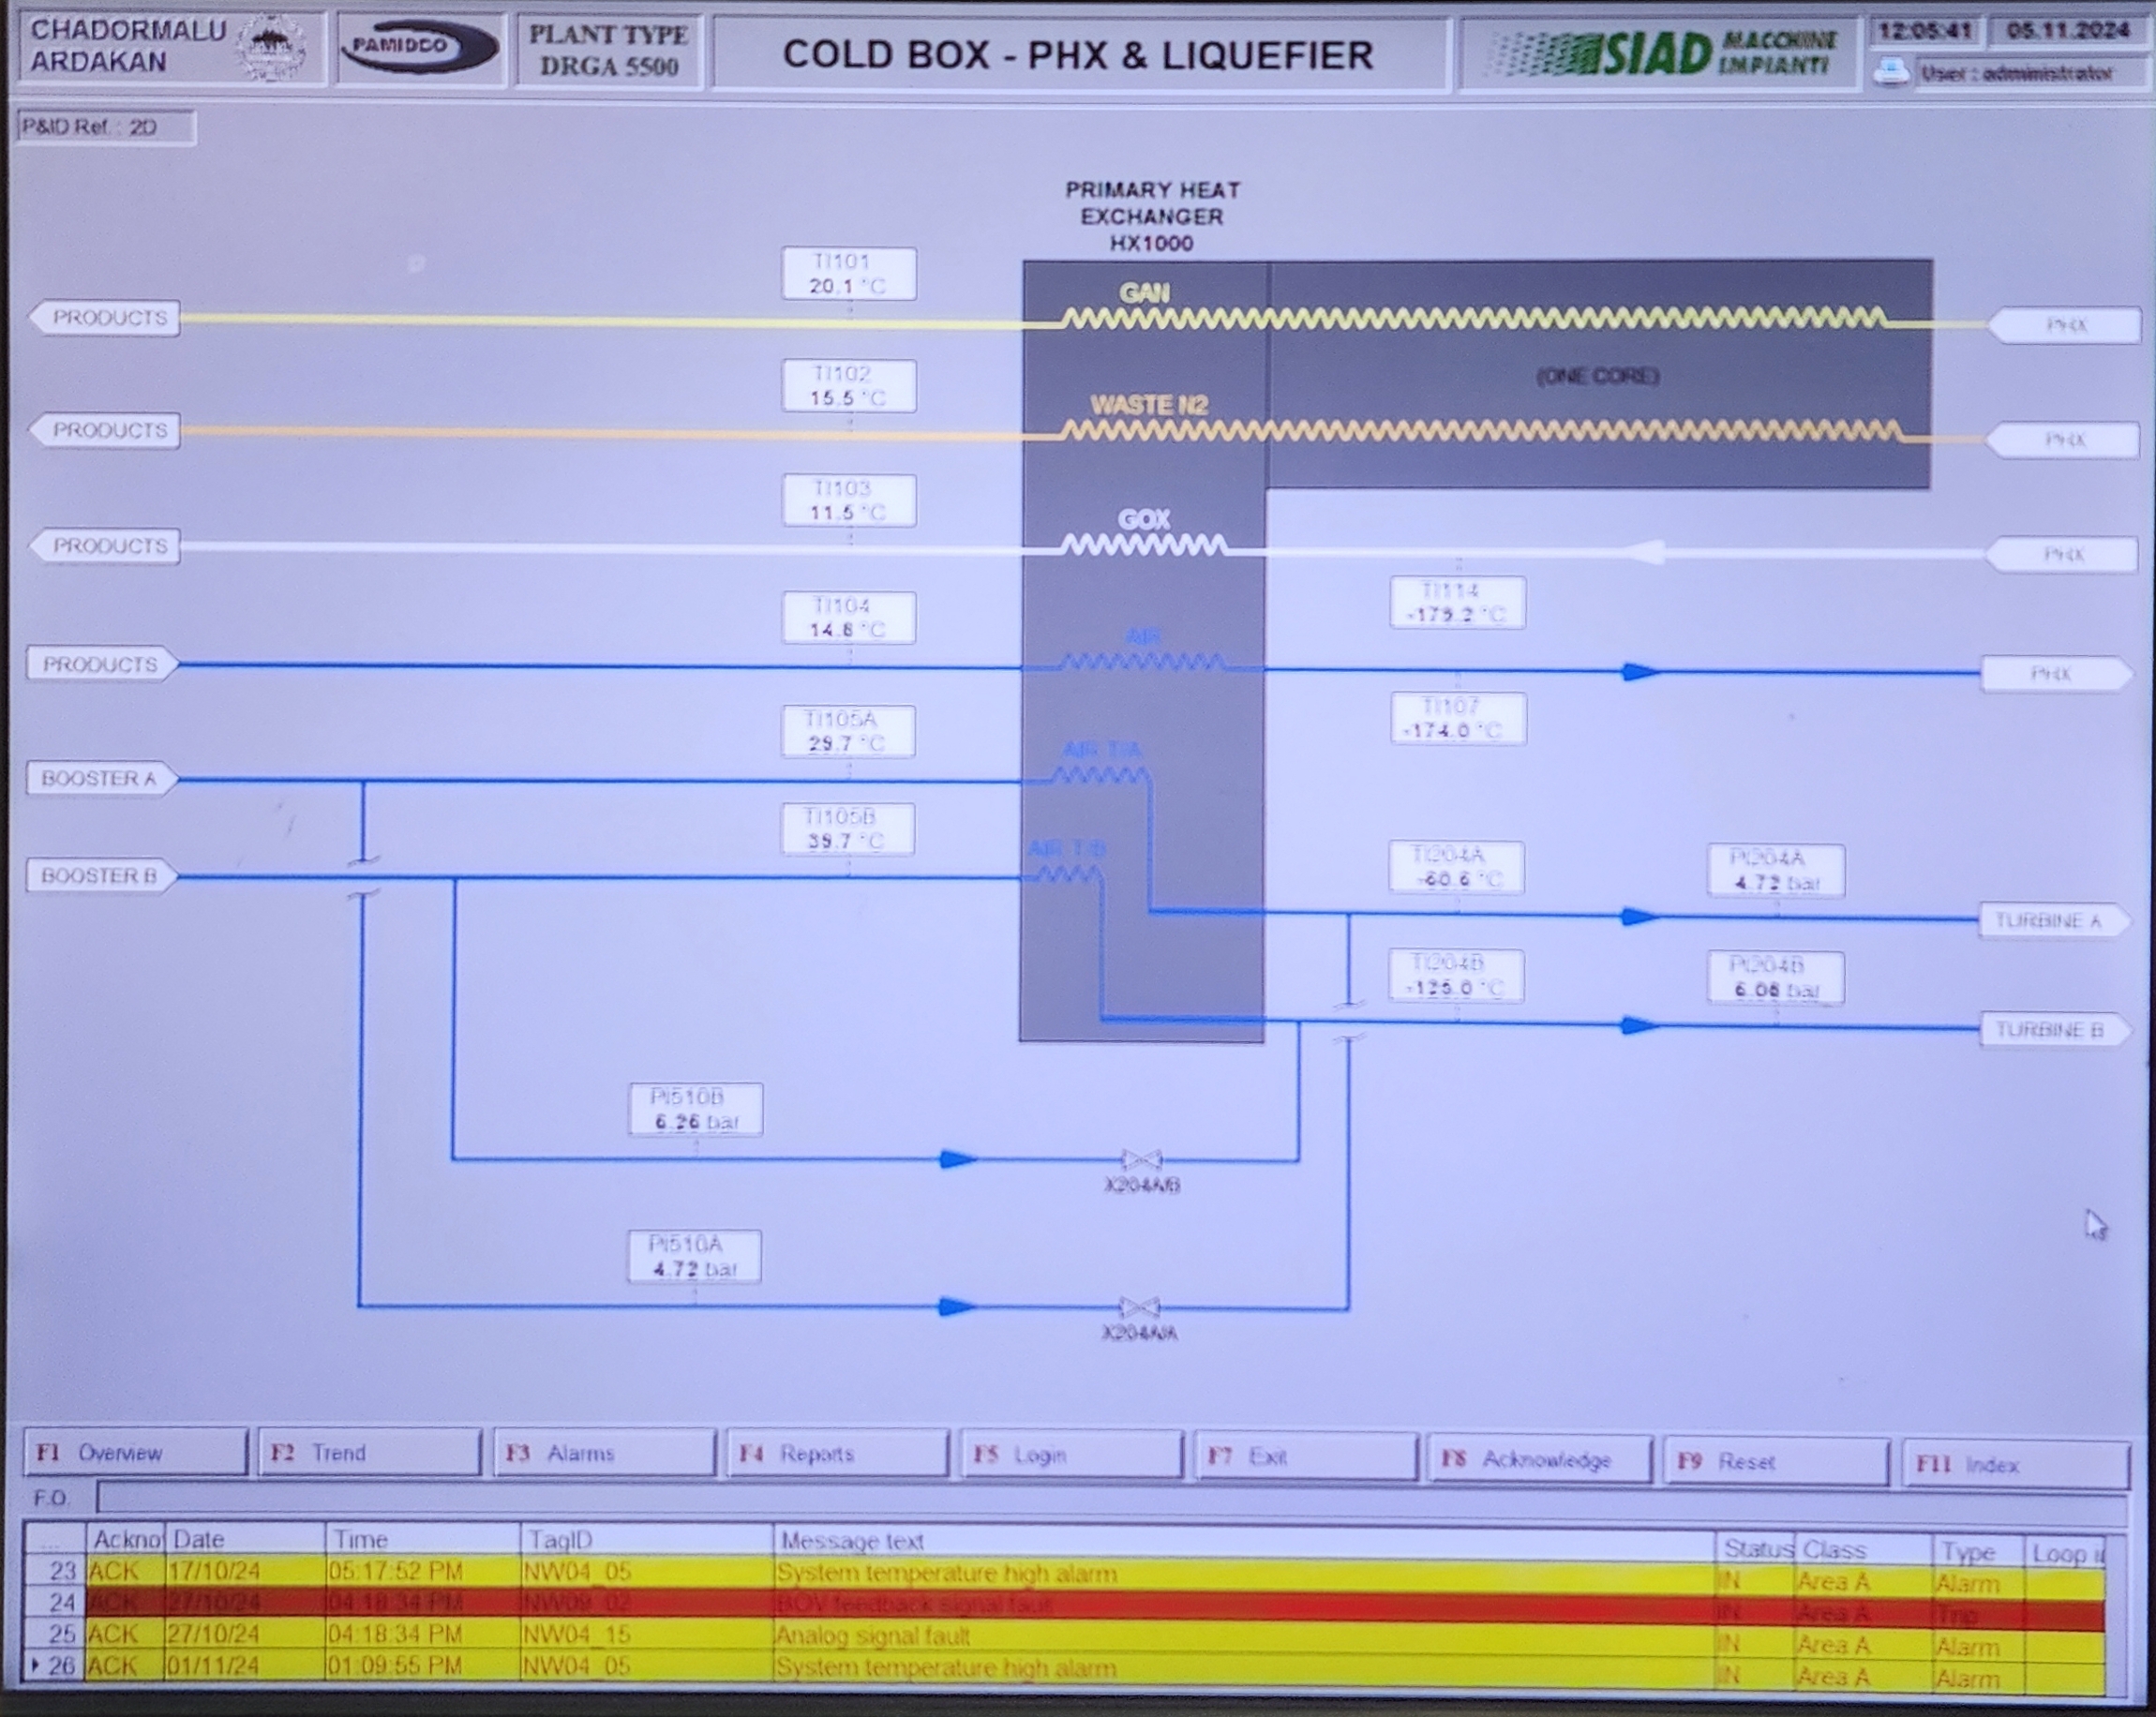 CHADORMALU
ARDAKAN
PAMIDCO
PLANT TYPE
DRGA 5500
COLD BOX - PHX & LIQUEFIER
SIAD MACCHINE
IMPIANTI
12:05:41 05.11.2024
User : administrator
P&ID Ref. : 2D
PRIMARY HEAT
EXCHANGER
HX1000
TI101
20.1 °C
GAN
PRODUCTS PHX
(ONE CORE)
TI102
15.5 °C
WASTE N2
PRODUCTS PHX
TI103
11.5 °C
GOX
PRODUCTS PHX
TI114
-179.2 °C
TI104
14.8 °C
AIR
PRODUCTS PHX
TI107
-174.0 °C
TI105A
29.7 °C
AIR T/A
BOOSTER A
TI105B
39.7 °C
AIR T/B
BOOSTER B
TI204A
-60.6 °C
PI204A
4.72 bar
TURBINE A
TI204B
-125.0 °C
PI204B
6.06 bar
TURBINE B
PI510B
6.26 bar
X204A/B
PI510A
4.72 bar
X204A/A
F1 Overview F2 Trend F3 Alarms F4 Reports F5 Login F7 Exit F8 Acknowledge F9 Reset F11 Index
F.O.
... Ackno Date Time TagID Message text Status Class Type Loop
23 ACK 17/10/24 05:17:52 PM NW04_05 System temperature high alarm IN Area A Alarm
24 ACK 27/10/24 04:18:34 PM NW09_02 BOV feedback signal fault IN Area A Trip
25 ACK 27/10/24 04:18:34 PM NW04_15 Analog signal fault IN Area A Alarm
26 ACK 01/11/24 01:09:55 PM NW04_05 System temperature high alarm IN Area A Alarm